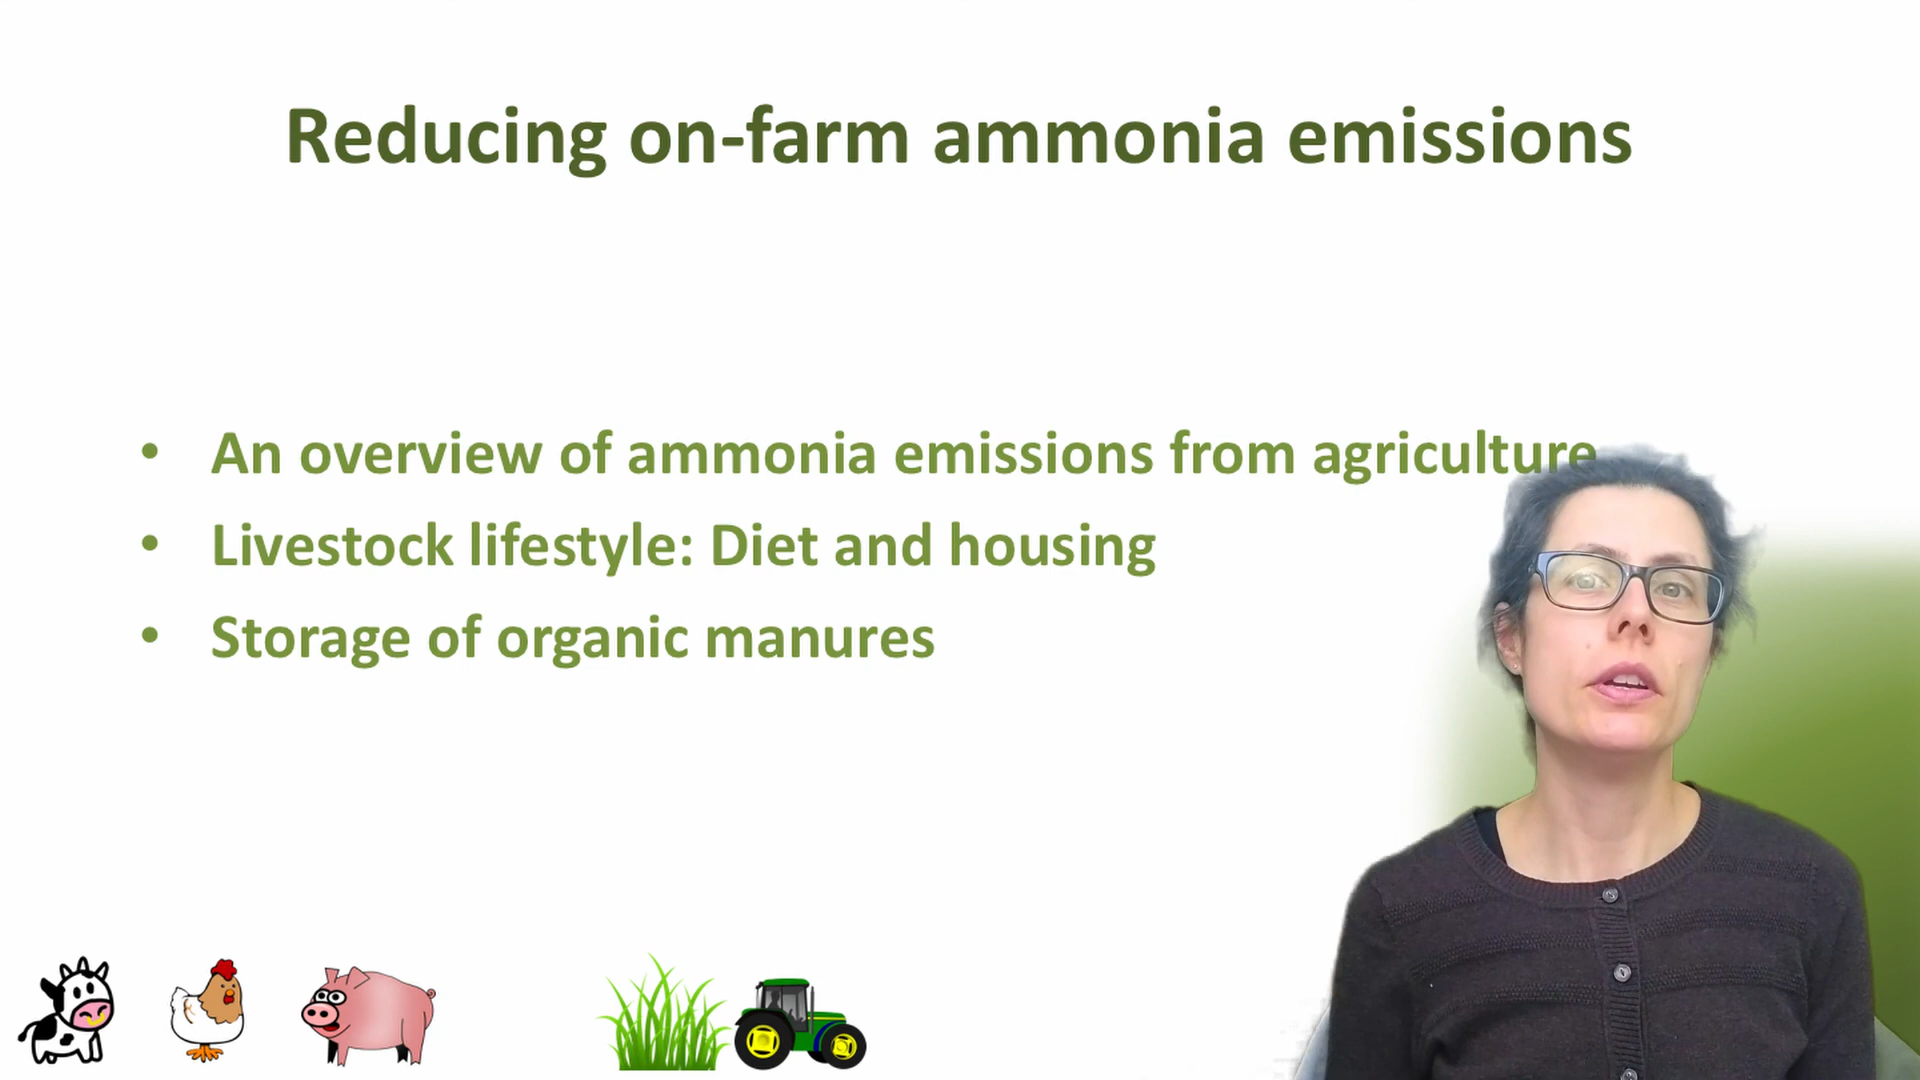 Reducing on-farm ammonia emissions
• An overview of ammonia emissions from agriculture
• Livestock lifestyle: Diet and housing
• Storage of organic manures